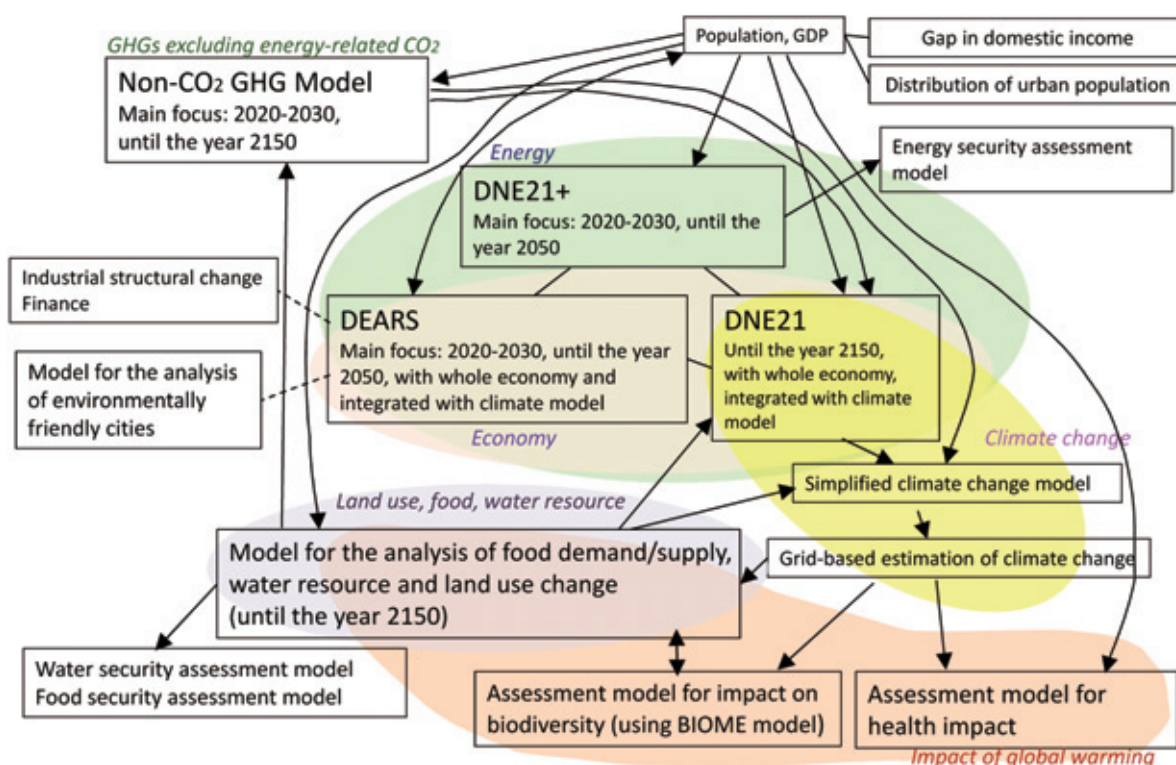 GHGs excluding energy-related CO₂
Non-CO₂ GHG Model
Main focus: 2020-2030,
until the year 2150
Population, GDP
Gap in domestic income
Distribution of urban population
Energy security assessment
model
Energy
DNE21+
Main focus: 2020-2030, until the
year 2050
Industrial structural change
Finance
Model for the analysis
of environmentally
friendly cities
DEARS
Main focus: 2020-2030, until the year
2050, with whole economy and
integrated with climate model
DNE21
Until the year 2150,
with whole economy,
integrated with climate
model
Economy
Climate change
Simplified climate change model
Land use, food, water resource
Model for the analysis of food demand/supply,
water resource and land use change
(until the year 2150)
Grid-based estimation of climate change
Water security assessment model
Food security assessment model
Assessment model for impact on
biodiversity (using BIOME model)
Assessment model for
health impact
Impact of global warming